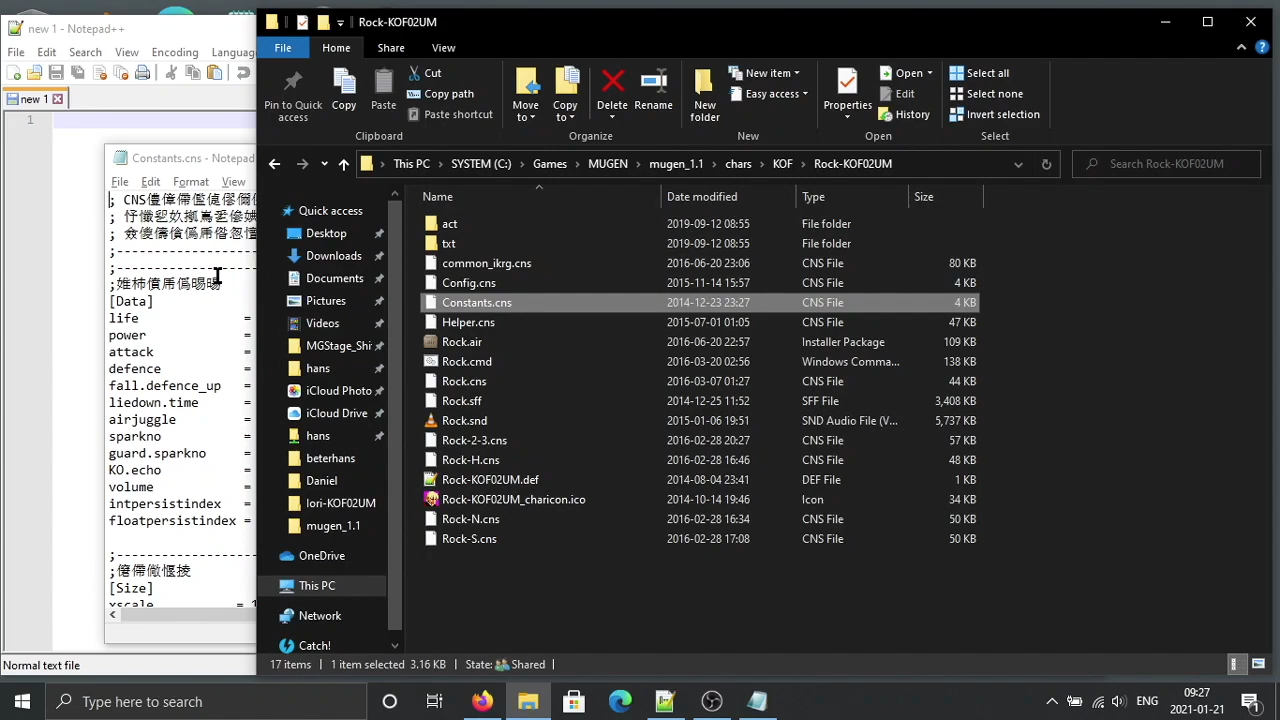 new 1 - Notepad++
File Edit Search View Encoding Language
new 1
1
Constants.cns - Notepad
File Edit Format View
; CNS
[Data]
life =
power =
attack =
defence =
fall.defence_up =
liedown.time =
airjuggle =
sparkno =
guard.sparkno =
KO.echo =
volume =
intpersistindex =
floatpersistindex =
[Size]
xscale = 1
Normal text file
Rock-KOF02UM
File Home Share View
Pin to Quick access
Copy
Paste
Cut
Copy path
Paste shortcut
Clipboard
Move to
Copy to
Delete
Rename
Organize
New folder
New item
Easy access
New
Properties
Open
Edit
History
Open
Select all
Select none
Invert selection
Select
This PC > SYSTEM (C:) > Games > MUGEN > mugen_1.1 > chars > KOF > Rock-KOF02UM
Search Rock-KOF02UM
Quick access
Desktop
Downloads
Documents
Pictures
Videos
MGStage_Shi
hans
iCloud Photo
iCloud Drive
hans
beterhans
Daniel
Iori-KOF02UM
mugen_1.1
OneDrive
This PC
Network
Catch!
Name Date modified Type Size
act 2019-09-12 08:55 File folder
txt 2019-09-12 08:55 File folder
common_ikrg.cns 2016-06-20 23:06 CNS File 80 KB
Config.cns 2015-11-14 15:57 CNS File 4 KB
Constants.cns 2014-12-23 23:27 CNS File 4 KB
Helper.cns 2015-07-01 01:05 CNS File 47 KB
Rock.air 2016-06-20 22:57 Installer Package 109 KB
Rock.cmd 2016-03-20 02:56 Windows Comma... 138 KB
Rock.cns 2016-03-07 01:27 CNS File 44 KB
Rock.sff 2014-12-25 11:52 SFF File 3,408 KB
Rock.snd 2015-01-06 19:51 SND Audio File (V... 5,737 KB
Rock-2-3.cns 2016-02-28 20:27 CNS File 57 KB
Rock-H.cns 2016-02-28 16:46 CNS File 48 KB
Rock-KOF02UM.def 2014-08-04 23:41 DEF File 1 KB
Rock-KOF02UM_charicon.ico 2014-10-14 19:46 Icon 34 KB
Rock-N.cns 2016-02-28 16:34 CNS File 50 KB
Rock-S.cns 2016-02-28 17:08 CNS File 50 KB
17 items 1 item selected 3.16 KB State: Shared
Type here to search
ENG
09:27
2021-01-21
1